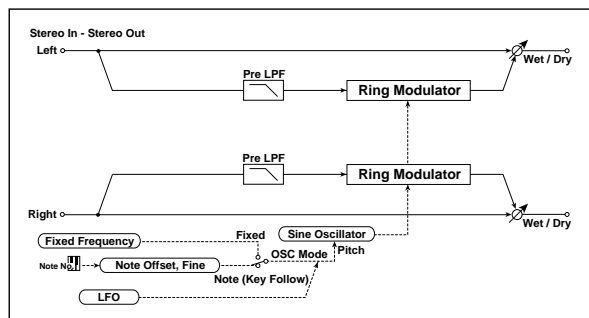 Stereo In - Stereo Out
Left
Wet / Dry
Pre LPF
Ring Modulator
Pre LPF
Ring Modulator
Right
Wet / Dry
Sine Oscillator
Fixed Frequency
Fixed
OSC Mode
Pitch
Note No.
Note Offset, Fine
Note (Key Follow)
LFO